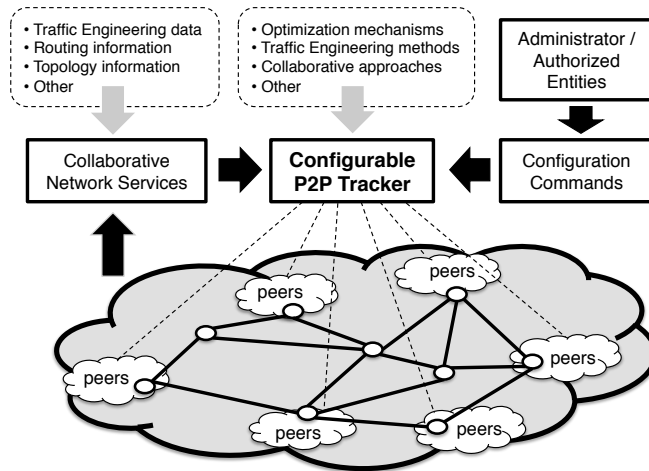 • Traffic Engineering data
• Routing information
• Topology information
• Other
• Optimization mechanisms
• Traffic Engineering methods
• Collaborative approaches
• Other
Administrator /
Authorized
Entities
Collaborative
Network Services
Configurable
P2P Tracker
Configuration
Commands
peers
peers
peers
peers
peers
peers